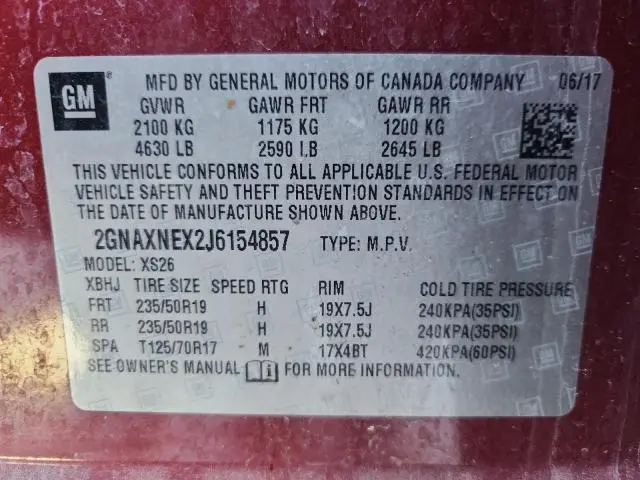 GM MFD BY GENERAL MOTORS OF CANADA COMPANY 06/17
GVWR GAWR FRT GAWR RR
2100 KG 1175 KG 1200 KG
4630 LB 2590 LB 2645 LB
THIS VEHICLE CONFORMS TO ALL APPLICABLE U.S. FEDERAL MOTOR
VEHICLE SAFETY AND THEFT PREVENTION STANDARDS IN EFFECT ON
THE DATE OF MANUFACTURE SHOWN ABOVE.
2GNAXNEX2J6154857 TYPE: M.P.V.
MODEL: XS26
XBHJ TIRE SIZE SPEED RTG RIM COLD TIRE PRESSURE
FRT 235/50R19 H 19X7.5J 240KPA(35PSI)
RR 235/50R19 H 19X7.5J 240KPA(35PSI)
SPA T125/70R17 M 17X4BT 420KPA(60PSI)
SEE OWNER'S MANUAL FOR MORE INFORMATION.